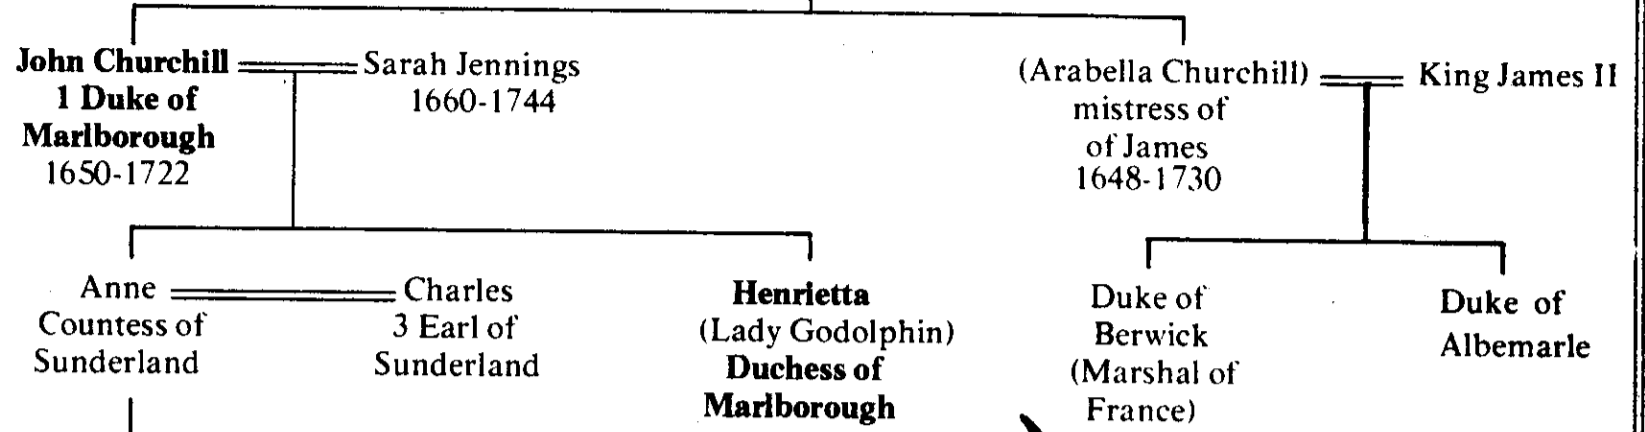 John Churchill
1 Duke of
Marlborough
1650-1722
Sarah Jennings
1660-1744
(Arabella Churchill)
mistress of
of James
1648-1730
King James II
Anne
Countess of
Sunderland
Charles
3 Earl of
Sunderland
Henrietta
(Lady Godolphin)
Duchess of
Marlborough
Duke of
Berwick
(Marshal of
France)
Duke of
Albemarle